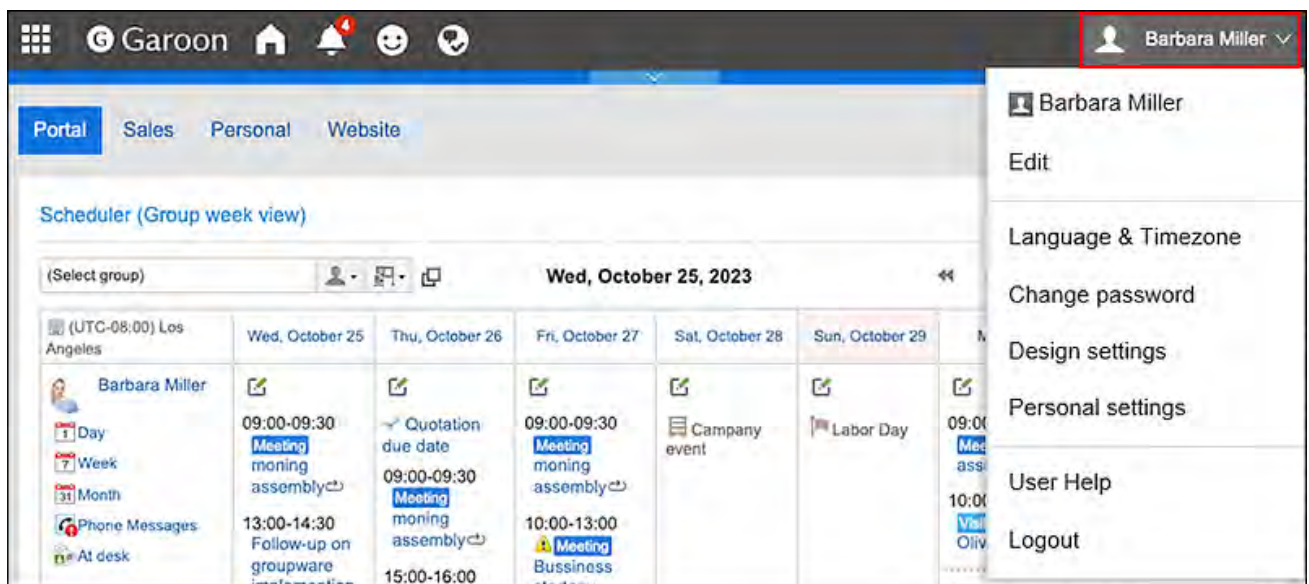 Garoon
4
Barbara Miller
Barbara Miller
Edit
Language & Timezone
Change password
Design settings
Personal settings
User Help
Logout
Portal Sales Personal Website
Scheduler (Group week view)
(Select group)
Wed, October 25, 2023
(UTC-08:00) Los
Angeles
Wed, October 25
Thu, October 26
Fri, October 27
Sat, October 28
Sun, October 29
Barbara Miller
1 Day
7 Week
31 Month
Phone Messages
At desk
09:00-09:30
Meeting
moning
assembly
13:00-14:30
Follow-up on
groupware
Quotation
due date
09:00-09:30
Meeting
moning
assembly
15:00-16:00
09:00-09:30
Meeting
moning
assembly
10:00-13:00
Meeting
Bussiness
Campany
event
Labor Day